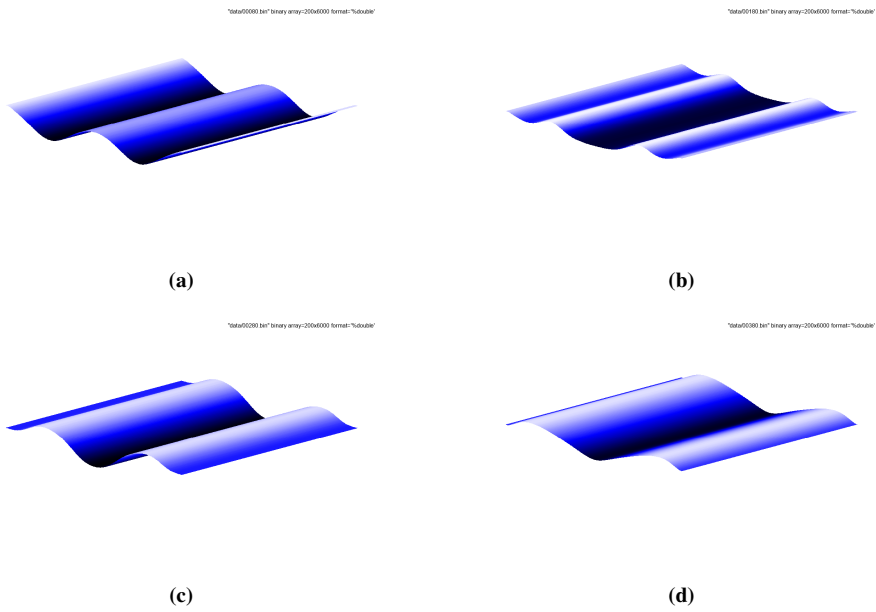 "data/00080.bin" binary array=200x6000 format='%double'
"data/00180.bin" binary array=200x6000 format='%double'
(a)
(b)
"data/00280.bin" binary array=200x6000 format='%double'
"data/00380.bin" binary array=200x6000 format='%double'
(c)
(d)